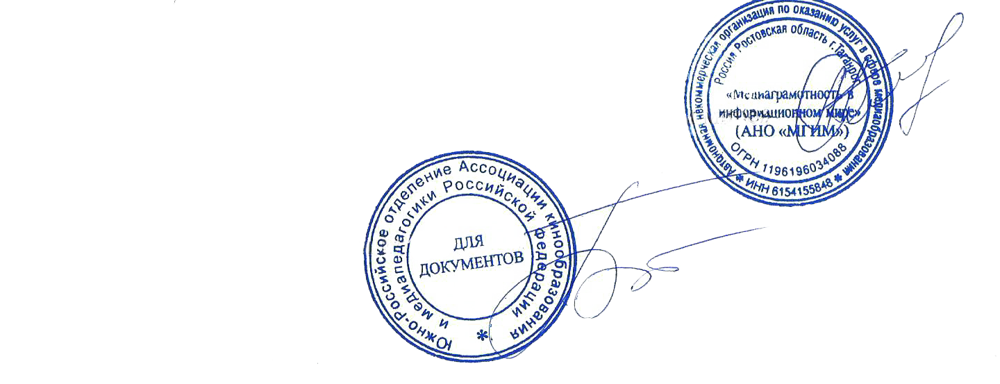 Автономная некоммерческая организация по оказанию услуг в сфере медиаобразования *
Россия Ростовская область г.Таганрог
«Медиаграмотность в
информационном мире»
(АНО «МГИМ»)
ОГРН 1196196034088
ИНН 6154155848 *
Южно-Российское отделение Ассоциации кинообразования
и медиапедагогики Российской Федерации
ДЛЯ
ДОКУМЕНТОВ
*